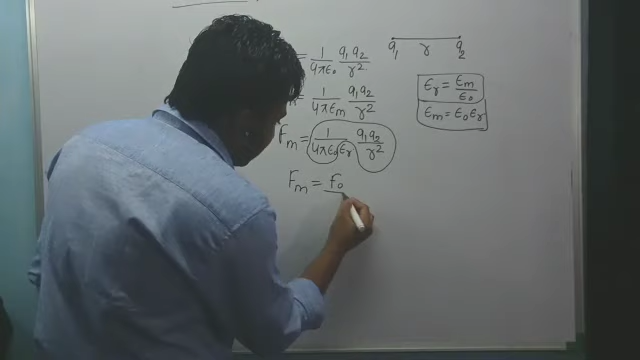 = 1/4πϵ₀ q₁q₂/r²
= 1/4πϵm q₁q₂/r²
Fm = 1/4πϵ₀ϵr q₁q₂/r²
Fm = f₀
q₁ r q₂
ϵr = ϵm/ϵ₀
ϵm = ϵ₀ϵr